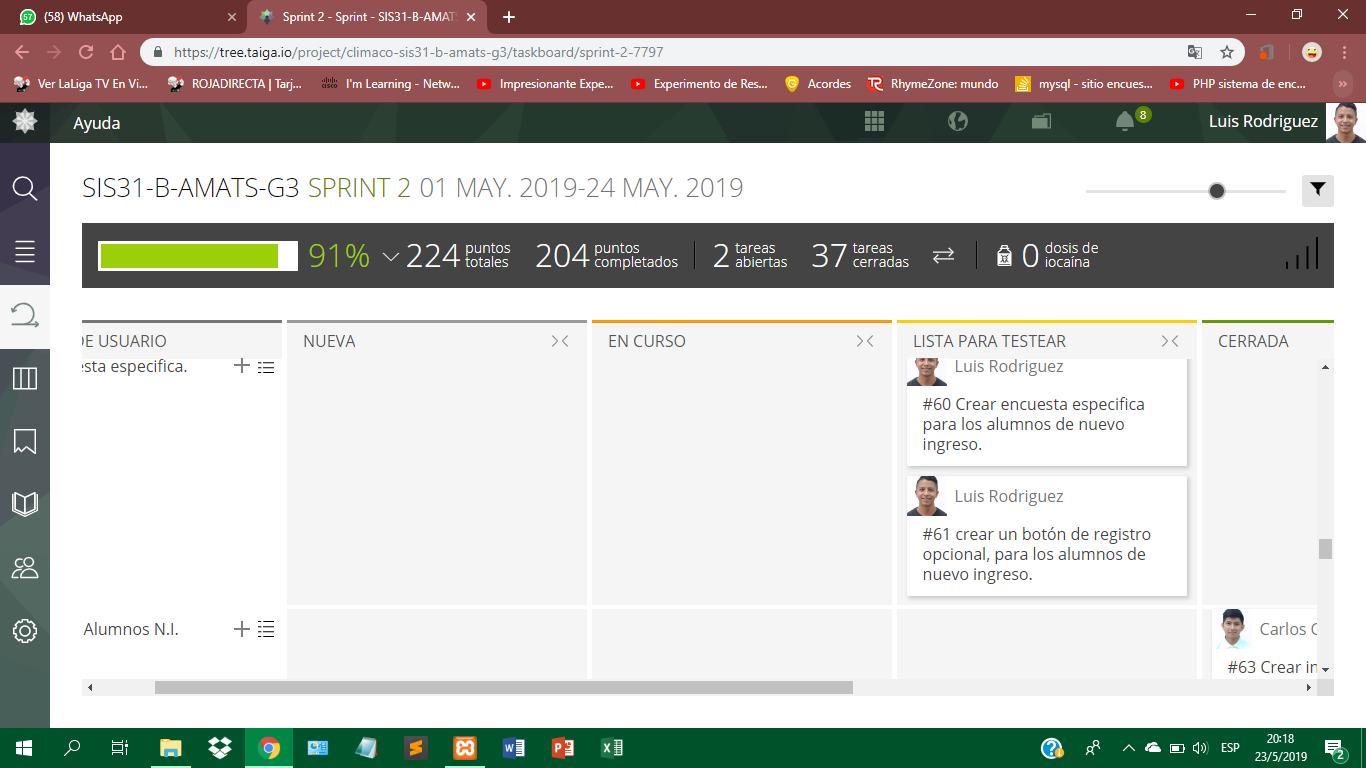 57
(58) WhatsApp
Sprint 2 - Sprint - SIS31-B-AMATS
https://tree.taiga.io/project/climaco-sis31-b-amats-g3/taskboard/sprint-2-7797
Ver LaLiga TV En Vi...
ROJADIRECTA | Tarj...
cisco
I'm Learning - Netw...
Impresionante Expe...
Experimento de Res...
Acordes
RhymeZone: mundo
mysql - sitio encues...
PHP sistema de enc...
Ayuda
8
Luis Rodriguez
SIS31-B-AMATS-G3 SPRINT 2 01 MAY. 2019-24 MAY. 2019
91%
224 puntos totales
204 puntos completados
2 tareas abiertas
37 tareas cerradas
0 dosis de iocaína
DE USUARIO
NUEVA
EN CURSO
LISTA PARA TESTEAR
CERRADA
esta especifica.
Luis Rodriguez
#60 Crear encuesta especifica
para los alumnos de nuevo
ingreso.
Luis Rodriguez
#61 crear un botón de registro
opcional, para los alumnos de
nuevo ingreso.
Alumnos N.I.
Carlos C
#63 Crear in
ESP
20:18
23/5/2019
2